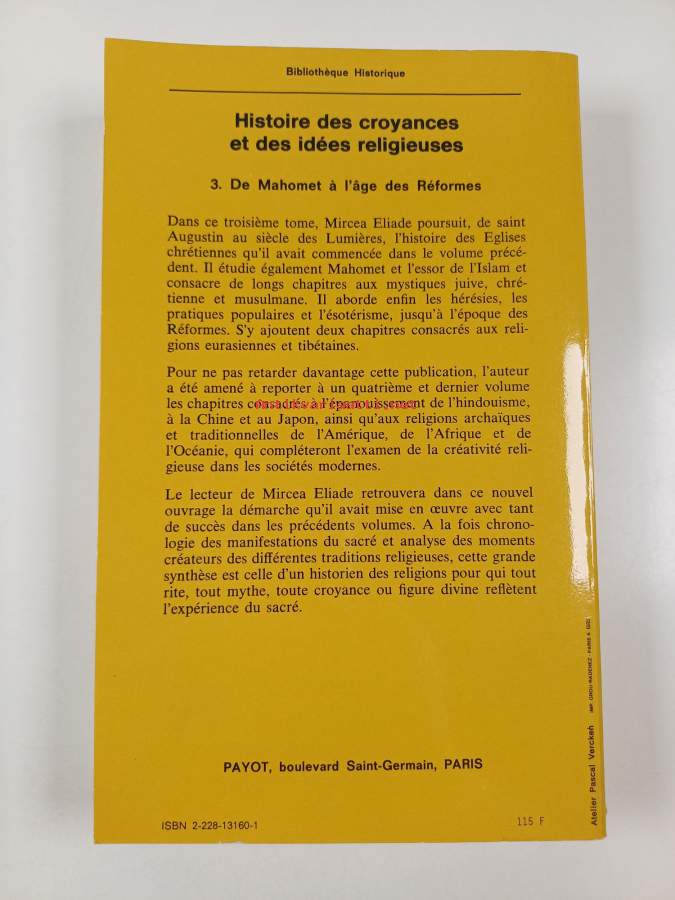 Bibliothèque Historique
Histoire des croyances
et des idées religieuses
3. De Mahomet à l'âge des Réformes
Dans ce troisième tome, Mircea Eliade poursuit, de saint
Augustin au siècle des Lumières, l'histoire des Eglises
chrétiennes qu'il avait commencée dans le volume précé-
dent. Il étudie également Mahomet et l'essor de l'Islam et
consacre de longs chapitres aux mystiques juive, chré-
tienne et musulmane. Il aborde enfin les hérésies, les
pratiques populaires et l'ésotérisme, jusqu'à l'époque des
Réformes. S'y ajoutent deux chapitres consacrés aux reli-
gions eurasiennes et tibétaines.
Pour ne pas retarder davantage cette publication, l'auteur
a été amené à reporter à un quatrième et dernier volume
les chapitres consacrés à l'épanouissement de l'hindouisme,
à la Chine et au Japon, ainsi qu'aux religions archaïques
et traditionnelles de l'Amérique, de l'Afrique et de
l'Océanie, qui compléteront l'examen de la créativité reli-
gieuse dans les sociétés modernes.
Le lecteur de Mircea Eliade retrouvera dans ce nouvel
ouvrage la démarche qu'il avait mise en œuvre avec tant
de succès dans les précédents volumes. A la fois chrono-
logie des manifestations du sacré et analyse des moments
créateurs des différentes traditions religieuses, cette grande
synthèse est celle d'un historien des religions pour qui tout
rite, tout mythe, toute croyance ou figure divine reflètent
l'expérience du sacré.
PAYOT, boulevard Saint-Germain, PARIS
ISBN 2-228-13160-1
115 F
Atelier Pascal Verckeh